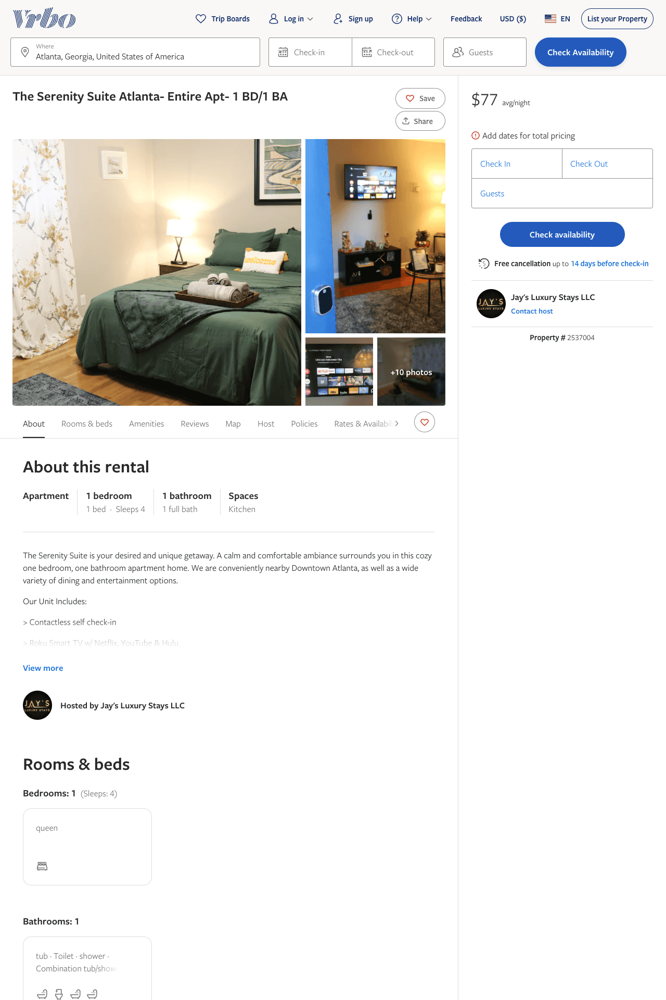 Vrbo
Trip Boards
Log in
Sign up
Help
Feedback
USD ($)
EN
List your Property
Where
Atlanta, Georgia, United States of America
Check-in
Check-out
Guests
Check Availability
The Serenity Suite Atlanta- Entire Apt- 1 BD/1 BA
Save
Share
$77 avg/night
Add dates for total pricing
Check In
Check Out
Guests
Check availability
Free cancellation up to 14 days before check-in
JAY'S
LUXURY STAYS
Jay's Luxury Stays LLC
Contact host
Property # 2537004
welcome
hulu
+10 photos
About
Rooms & beds
Amenities
Reviews
Map
Host
Policies
Rates & Availabili
About this rental
Apartment
1 bedroom
1 bed · Sleeps 4
1 bathroom
1 full bath
Spaces
Kitchen
The Serenity Suite is your desired and unique getaway. A calm and comfortable ambiance surrounds you in this cozy
one bedroom, one bathroom apartment home. We are conveniently nearby Downtown Atlanta, as well as a wide
variety of dining and entertainment options.
Our Unit Includes:
> Contactless self check-in
> Roku Smart TV w/ Netflix, YouTube & Hulu.
View more
JAY'S
LUXURY STAYS
Hosted by Jay's Luxury Stays LLC
Rooms & beds
Bedrooms: 1 (Sleeps: 4)
queen
Bathrooms: 1
tub · Toilet · shower ·
Combination tub/show